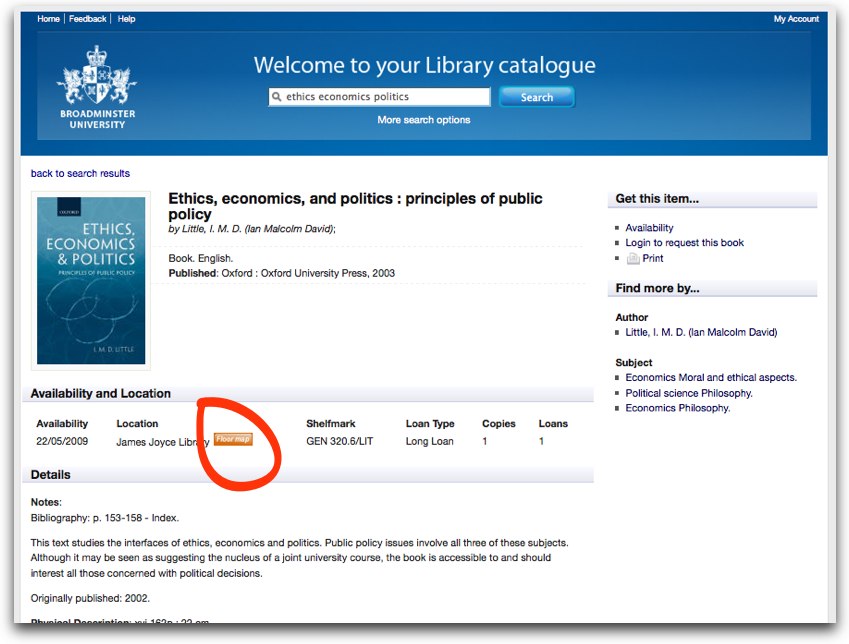 Home | Feedback | Help
My Account
BROADMINSTER
UNIVERSITY
Welcome to your Library catalogue
ethics economics politics
Search
More search options
back to search results
OXFORD
ETHICS,
ECONOMICS
& POLITICS
PRINCIPLES OF PUBLIC POLICY
I. M. D. LITTLE
Ethics, economics, and politics : principles of public
policy
by Little, I. M. D. (Ian Malcolm David);
Book. English.
Published: Oxford : Oxford University Press, 2003
Get this item...
Availability
Login to request this book
Print
Find more by...
Author
Little, I. M. D. (Ian Malcolm David)
Subject
Economics Moral and ethical aspects.
Political science Philosophy.
Economics Philosophy.
Availability and Location
Availability Location Shelfmark Loan Type Copies Loans
22/05/2009 James Joyce Library Floor map GEN 320.6/LIT Long Loan 1 1
Details
Notes:
Bibliography: p. 153-158 - Index.
This text studies the interfaces of ethics, economics and politics. Public policy issues involve all three of these subjects.
Although it may be seen as suggesting the nucleus of a joint university course, the book is accessible to and should
interest all those concerned with political decisions.
Originally published: 2002.
Physical Description: xvi,162p : 22 cm